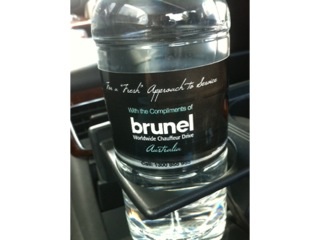 For a "Fresh" Approach to Service
With the Compliments of
brunel
Worldwide Chauffeur Drive
Australia